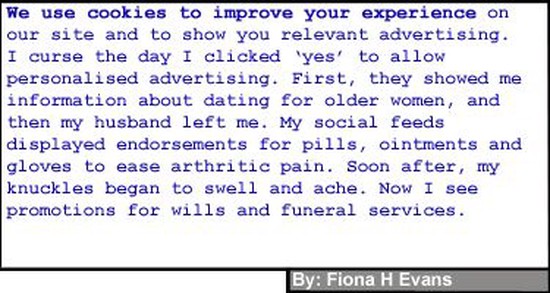 We use cookies to improve your experience on
our site and to show you relevant advertising.
I curse the day I clicked ‘yes’ to allow
personalised advertising. First, they showed me
information about dating for older women, and
then my husband left me. My social feeds
displayed endorsements for pills, ointments and
gloves to ease arthritic pain. Soon after, my
knuckles began to swell and ache. Now I see
promotions for wills and funeral services.
By: Fiona H Evans